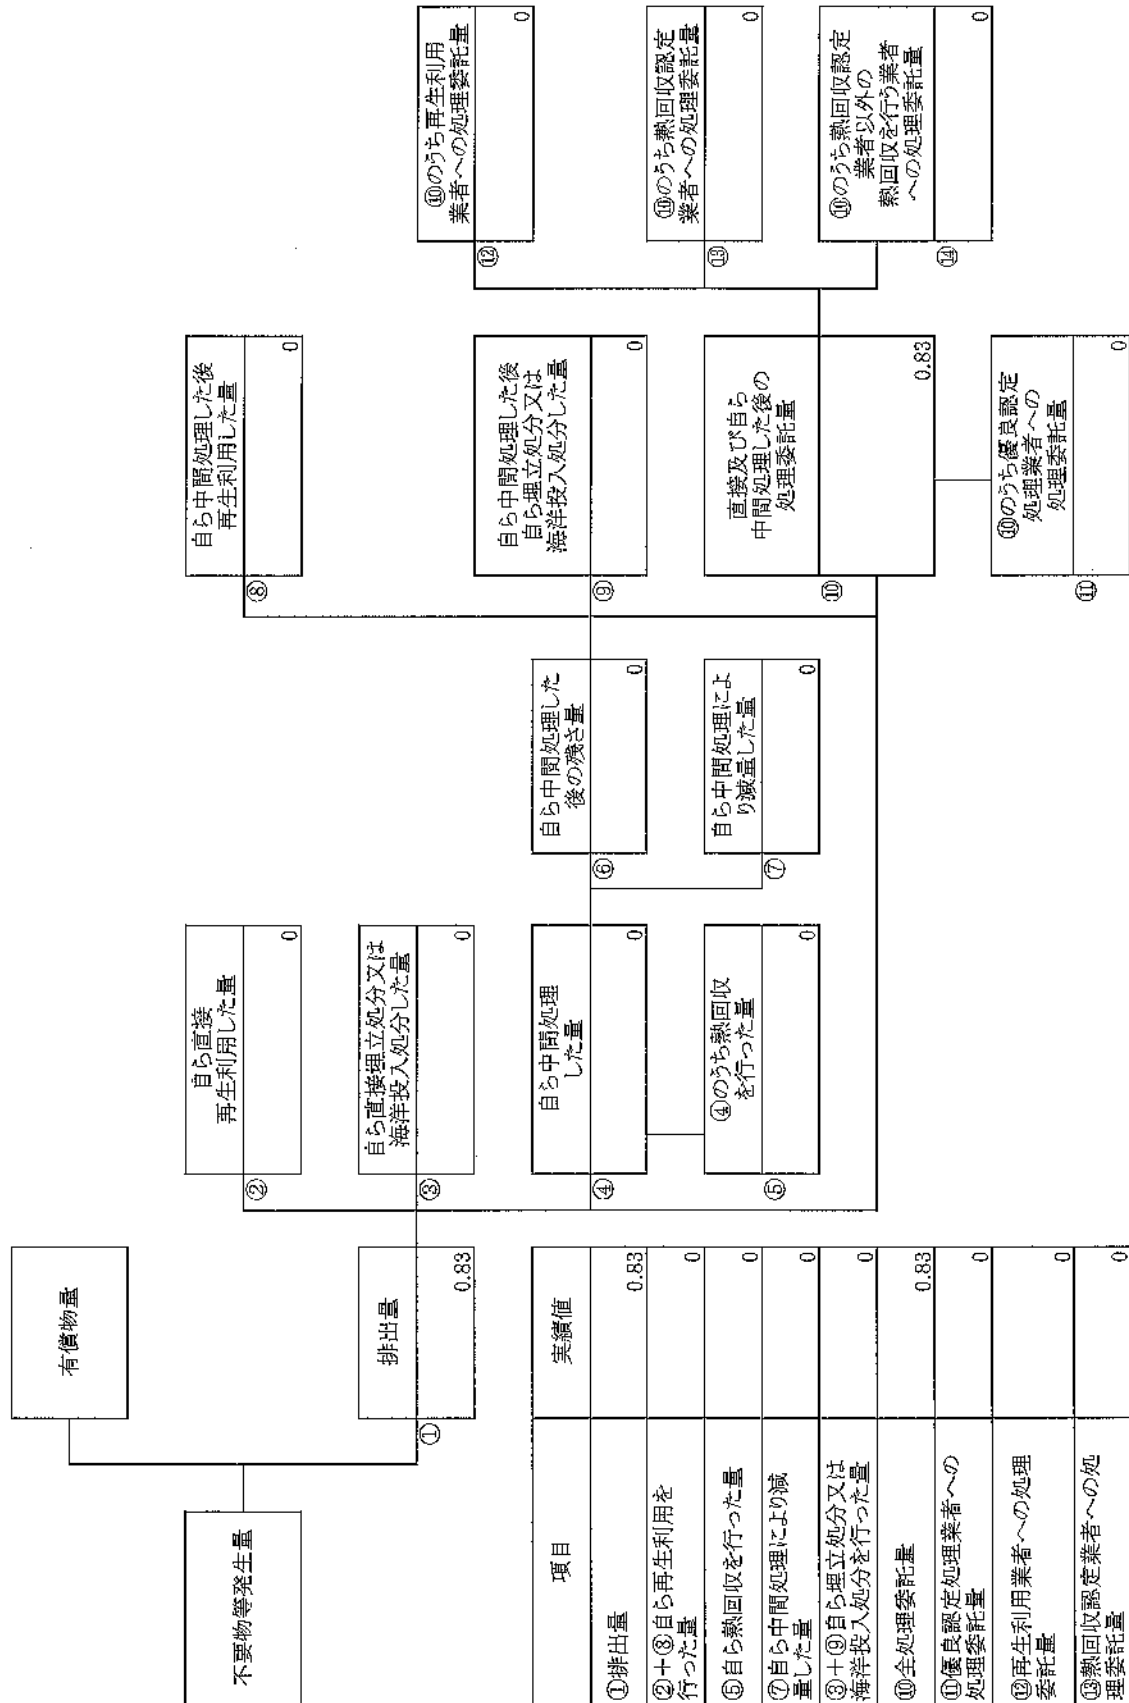 有償物量
不要物等発生量
排出量
①
0.83
自ら直接
再生利用した量
②
0
自ら直接埋立処分又は
海洋投入処分した量
③
0
自ら中間処理
した量
④
0
④のうち熱回収
を行った量
⑤
0
自ら中間処理した
後の残さ量
⑥
0
自ら中間処理によ
り減量した量
⑦
0
自ら中間処理した後
再生利用した量
⑧
0
自ら中間処理した後
自ら埋立処分又は
海洋投入処分した量
⑨
0
直接及び自ら
中間処理した後の
処理委託量
⑩
0.83
⑩のうち優良認定
処理業者への
処理委託量
⑪
0
⑩のうち再生利用
業者への処理委託量
⑫
0
⑩のうち熱回収認定
業者への処理委託量
⑬
0
⑩のうち熱回収認定
業者以外の
熱回収を行う業者
への処理委託量
⑭
0
項目 実績値
①排出量 0.83
②+⑧自ら再生利用を
行った量 0
⑤自ら熱回収を行った量 0
⑦自ら中間処理により減
量した量 0
③+⑨自ら埋立処分又は
海洋投入処分を行った量 0
⑩全処理委託量 0.83
⑪優良認定処理業者への
処理委託量 0
⑫再生利用業者への処理
委託量 0
⑬熱回収認定業者への処
理委託量 0